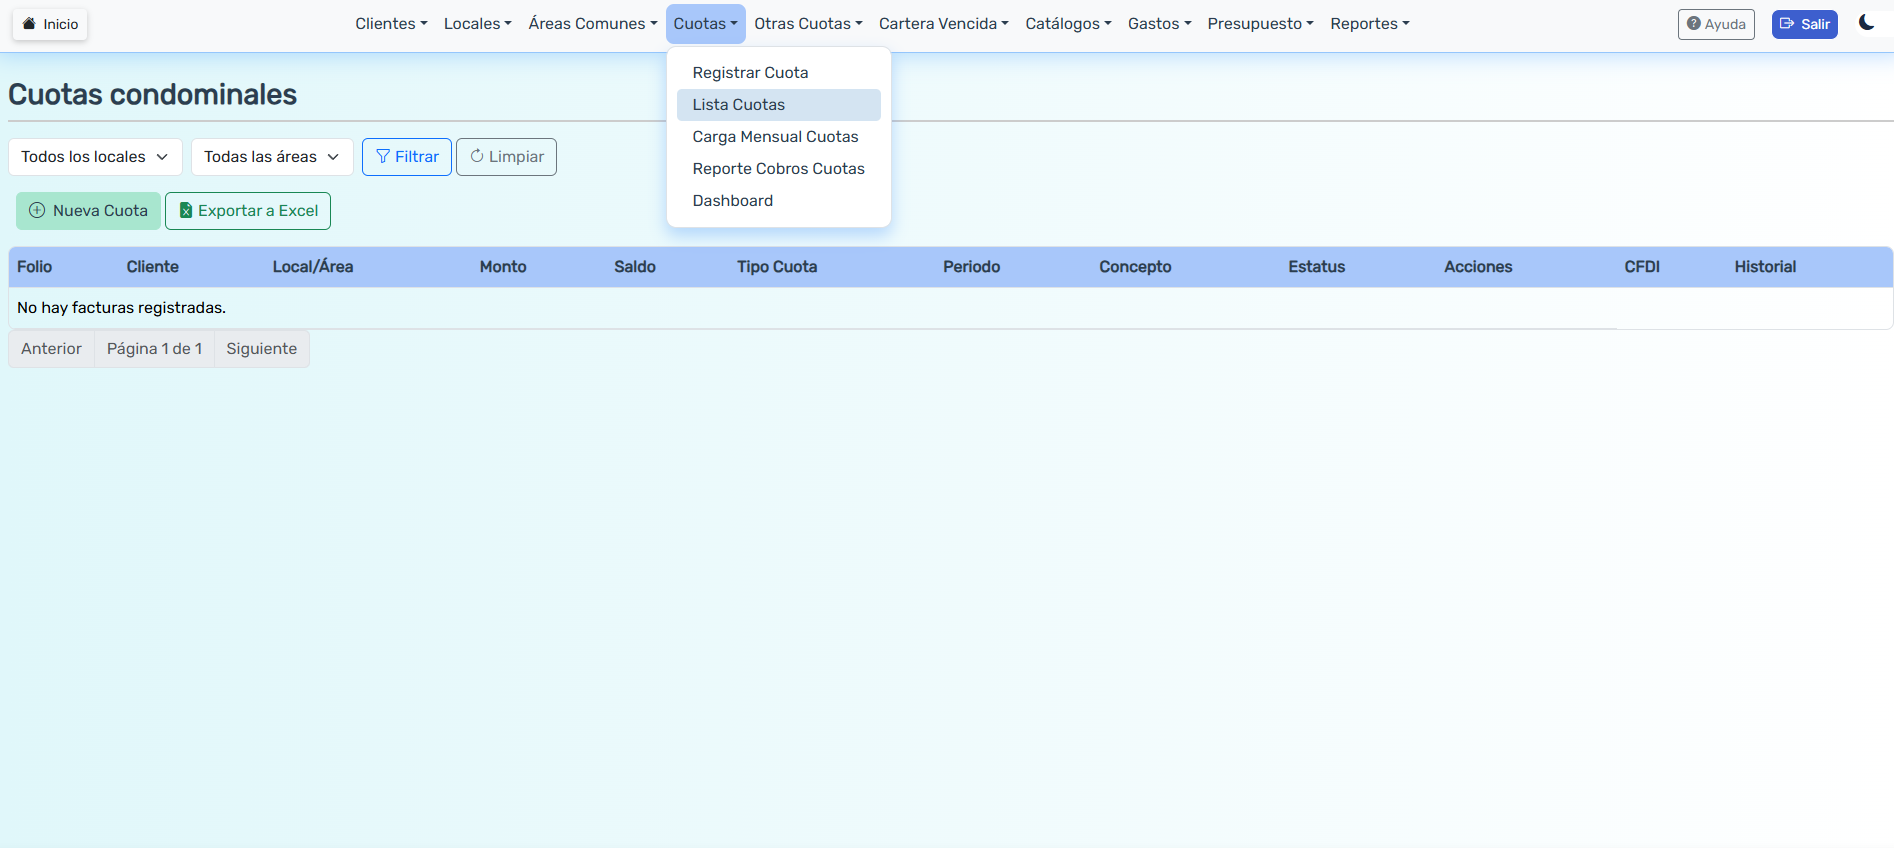 Inicio Clientes Locales Áreas Comunes Cuotas Otras Cuotas Cartera Vencida Catálogos Gastos Presupuesto Reportes Ayuda Salir
Registrar Cuota
Lista Cuotas
Carga Mensual Cuotas
Reporte Cobros Cuotas
Dashboard
Cuotas condominales
Todos los locales Todas las áreas Filtrar Limpiar
Nueva Cuota Exportar a Excel
Folio Cliente Local/Área Monto Saldo Tipo Cuota Periodo Concepto Estatus Acciones CFDI Historial
No hay facturas registradas.
Anterior Página 1 de 1 Siguiente